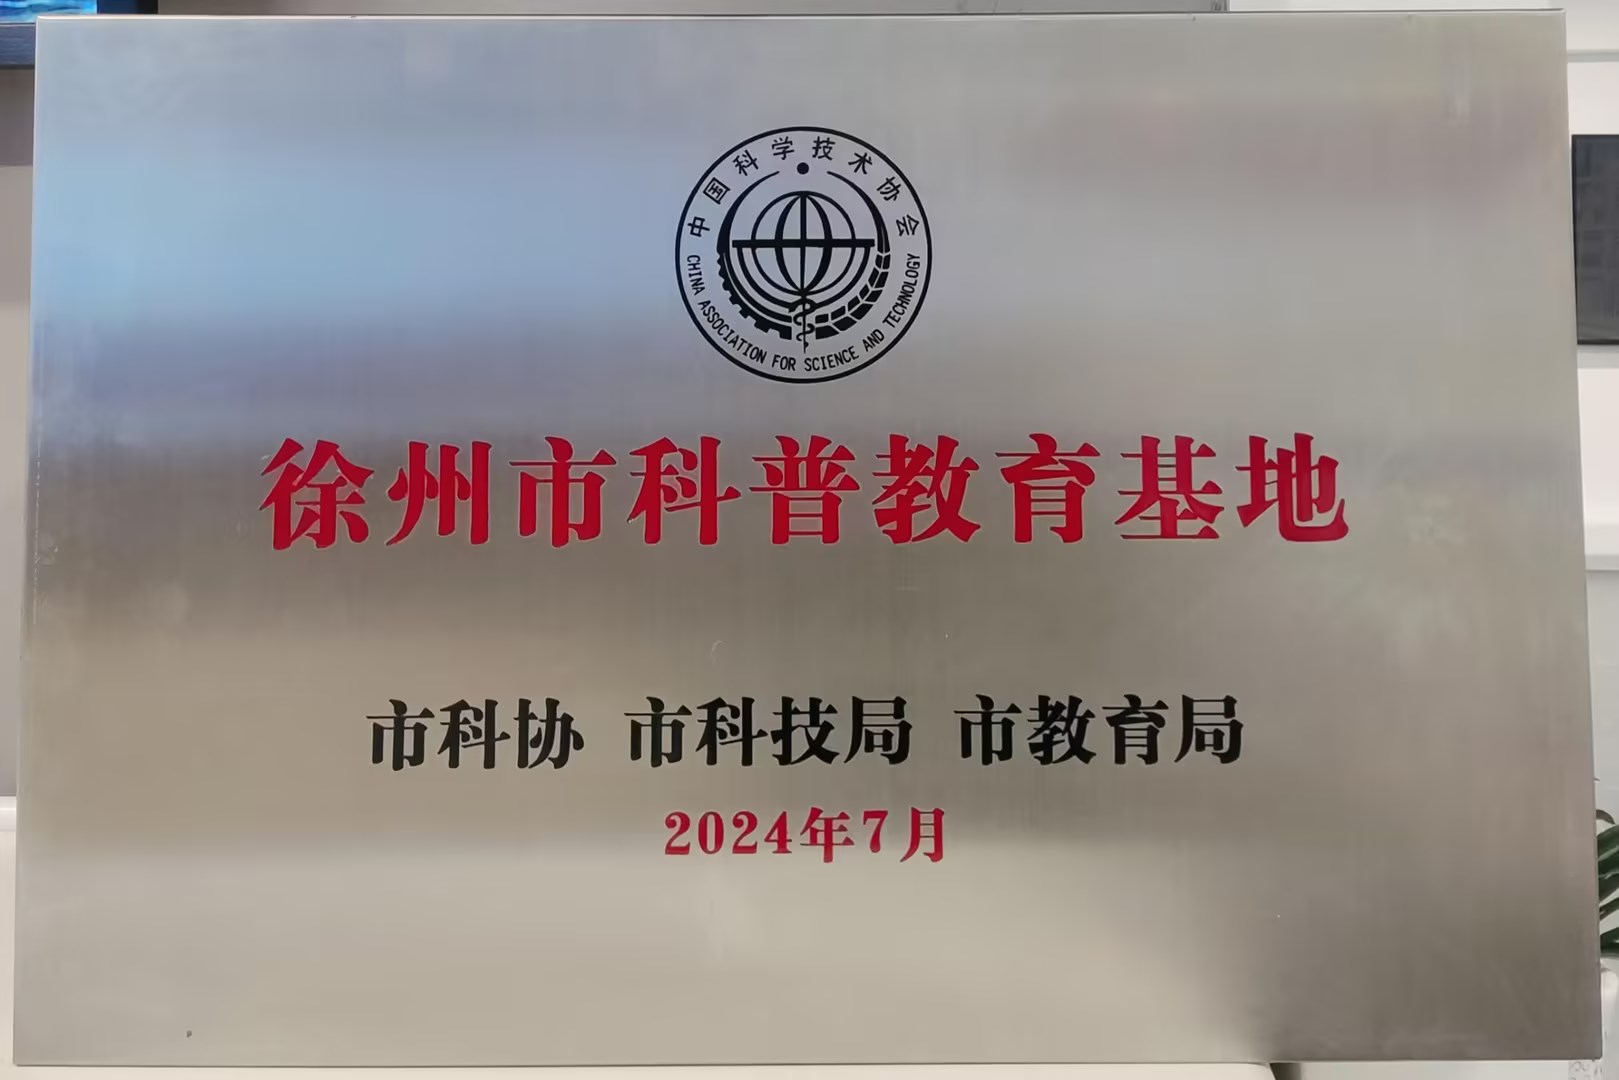 中国科学技术协会
CHINA ASSOCIATION FOR SCIENCE AND TECHNOLOGY
徐州市科普教育基地
市科协 市科技局 市教育局
2024年7月